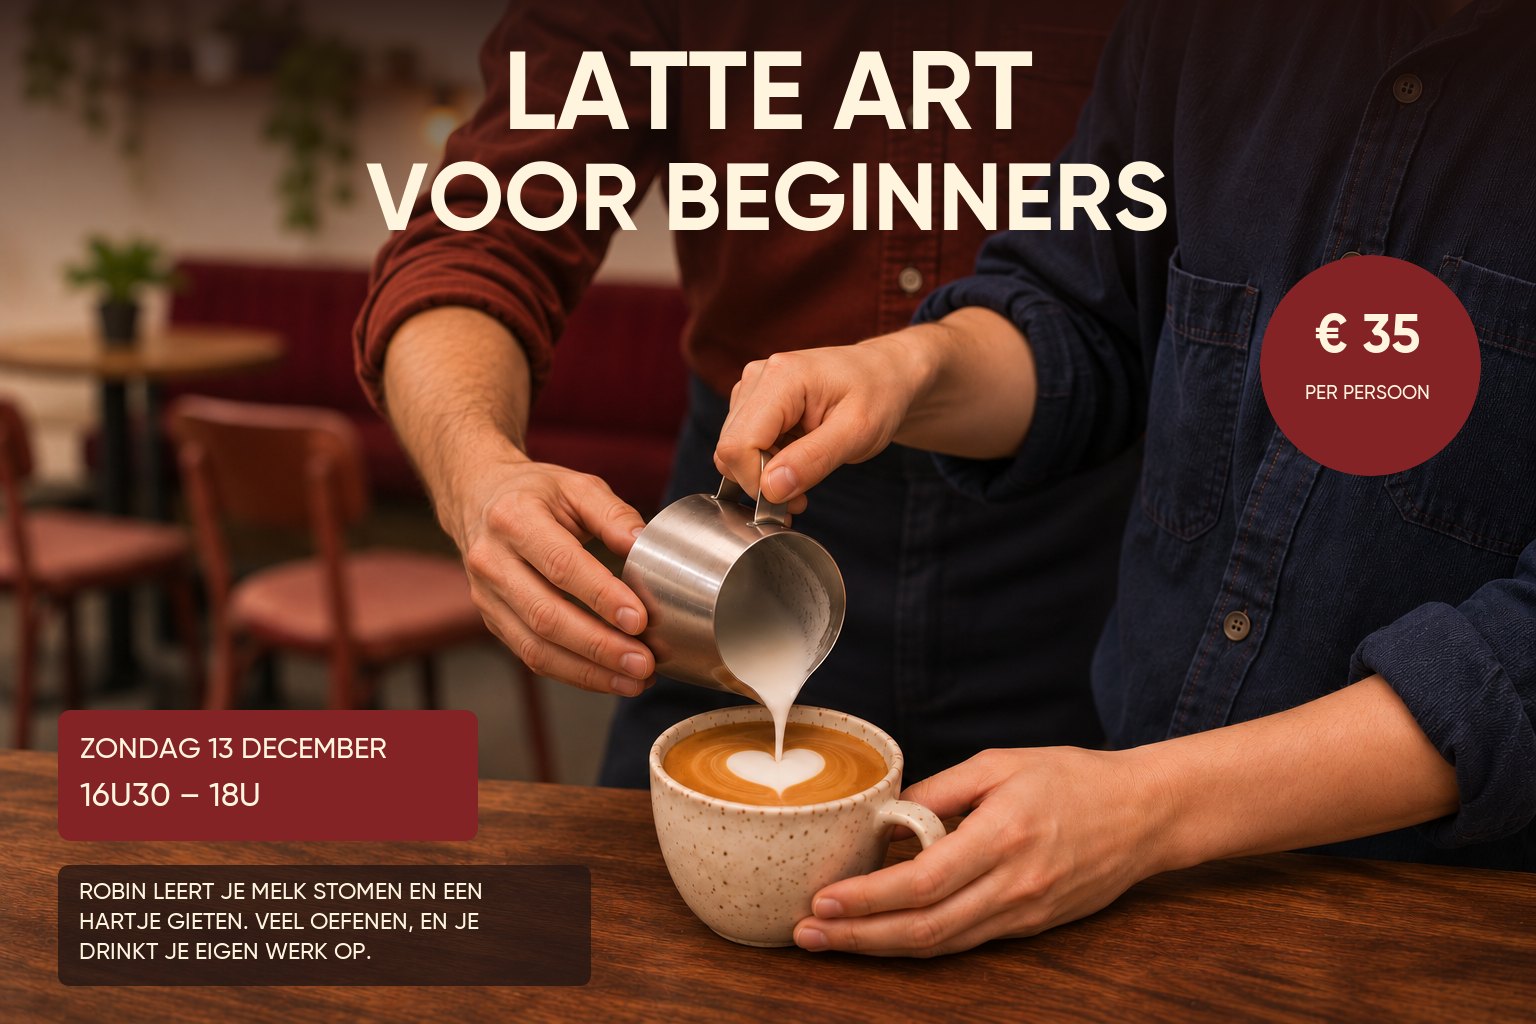 LATTE ART
VOOR BEGINNERS
€ 35
PER PERSOON
ZONDAG 13 DECEMBER
16U30 – 18U
ROBIN LEERT JE MELK STOMEN EN EEN
HARTJE GIETEN. VEEL OEFENEN, EN JE
DRINKT JE EIGEN WERK OP.